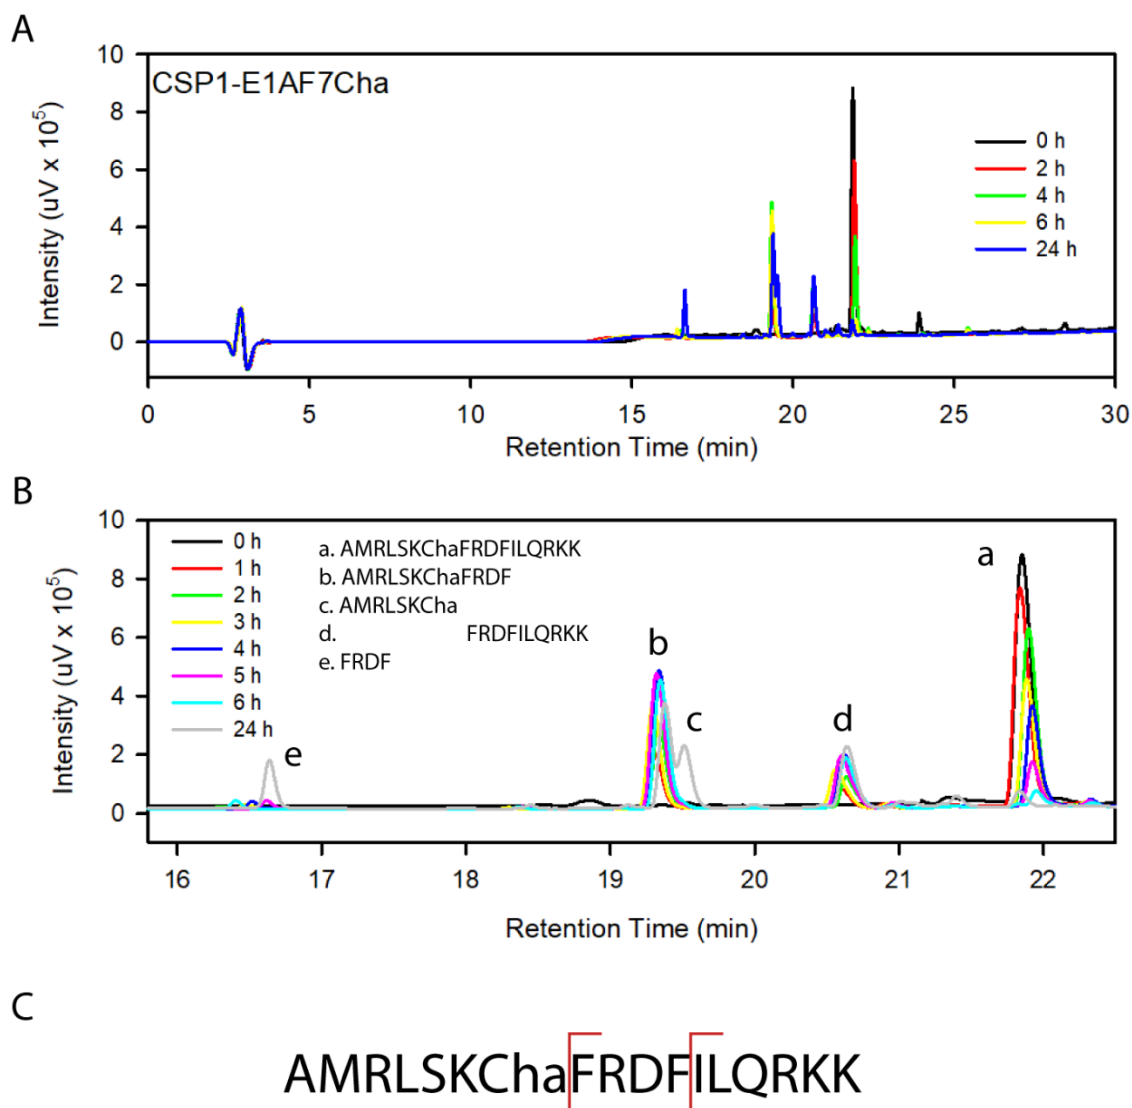 A
CSP1-E1AF7Cha
Intensity (uV x 10⁵)
10
8
6
4
2
0
0 h
2 h
4 h
6 h
24 h
0 5 10 15 20 25 30
Retention Time (min)
B
Intensity (uV x 10⁵)
10
8
6
4
2
0
0 h
1 h
2 h
3 h
4 h
5 h
6 h
24 h
a. AMRLSKChaFRDFILQRKK
b. AMRLSKChaFRDF
c. AMRLSKCha
d. FRDFILQRKK
e. FRDF
e
b
c
d
a
16 17 18 19 20 21 22
Retention Time (min)
C
AMRLSKChaFRDFILQRKK